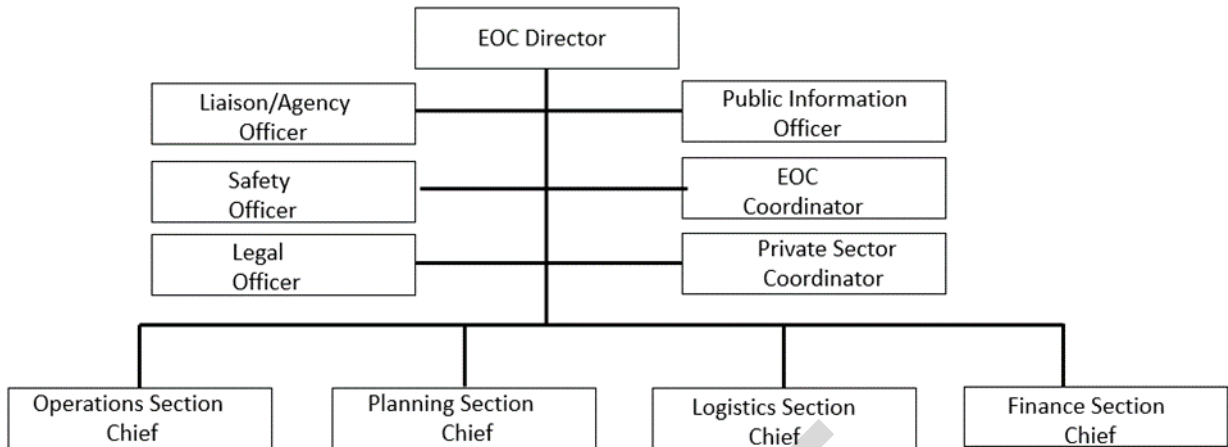 EOC Director
Liaison/Agency
Officer
Public Information
Officer
Safety
Officer
EOC
Coordinator
Legal
Officer
Private Sector
Coordinator
Operations Section
Chief
Planning Section
Chief
Logistics Section
Chief
Finance Section
Chief